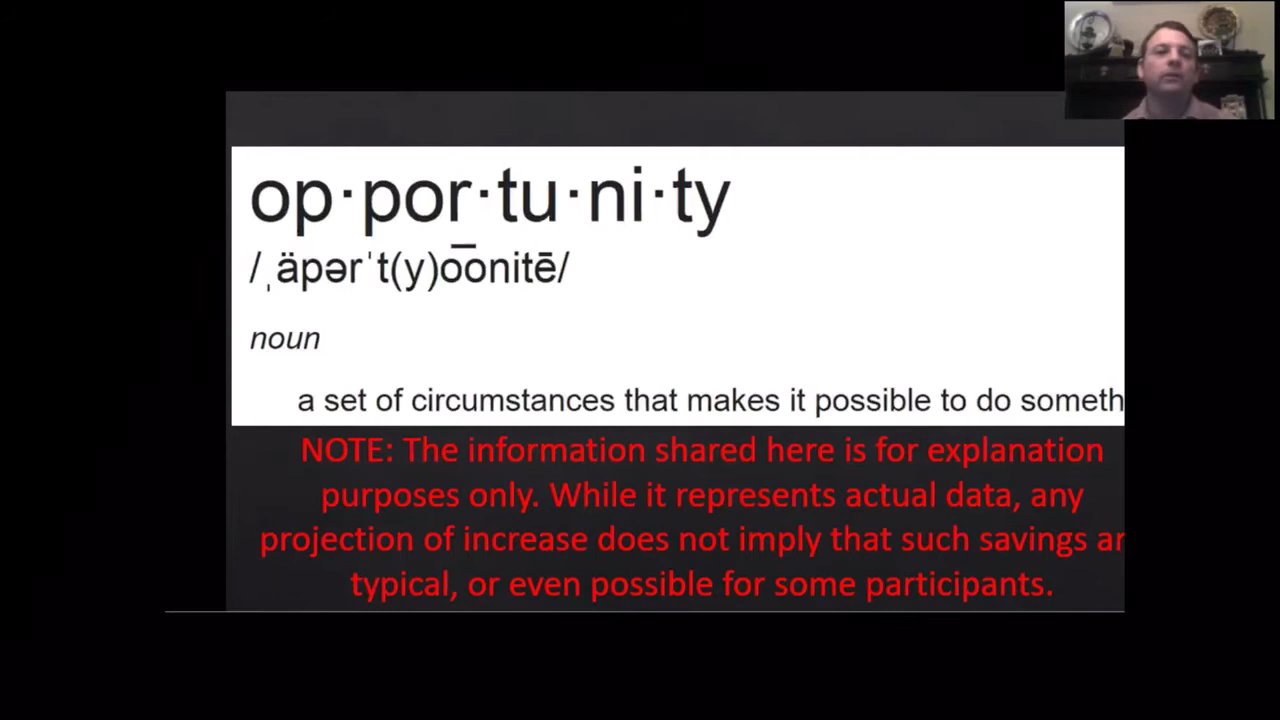 op·por·tu·ni·ty
/ˌäpərˈt(y)o͞onitē/
noun
a set of circumstances that makes it possible to do someth
NOTE: The information shared here is for explanation
purposes only. While it represents actual data, any
projection of increase does not imply that such savings ar
typical, or even possible for some participants.